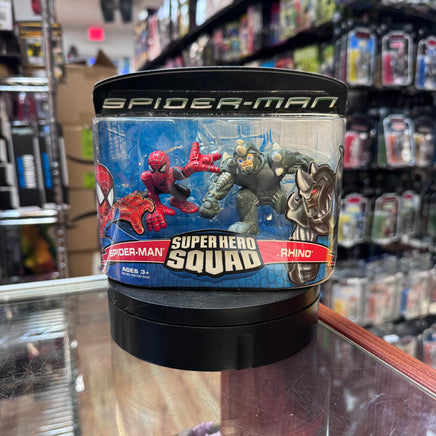 SPIDER-MAN
SPIDER-MAN
SUPER HERO
SQUAD
RHINO
AGES 3+